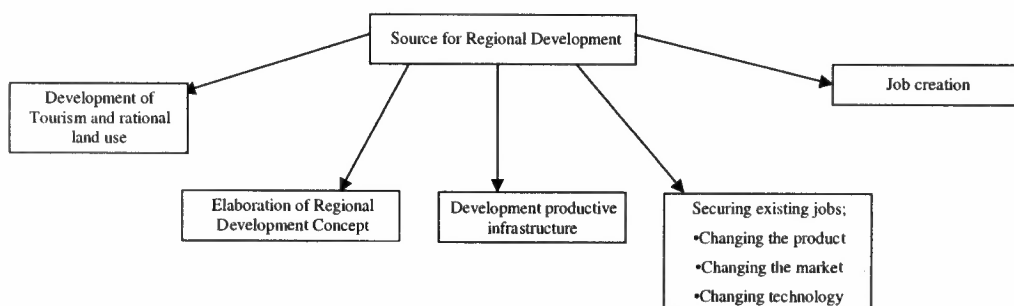 Source for Regional Development
Development of
Tourism and rational
land use
Job creation
Elaboration of Regional
Development Concept
Development productive
infrastructure
Securing existing jobs;
•Changing the product
•Changing the market
•Changing technology